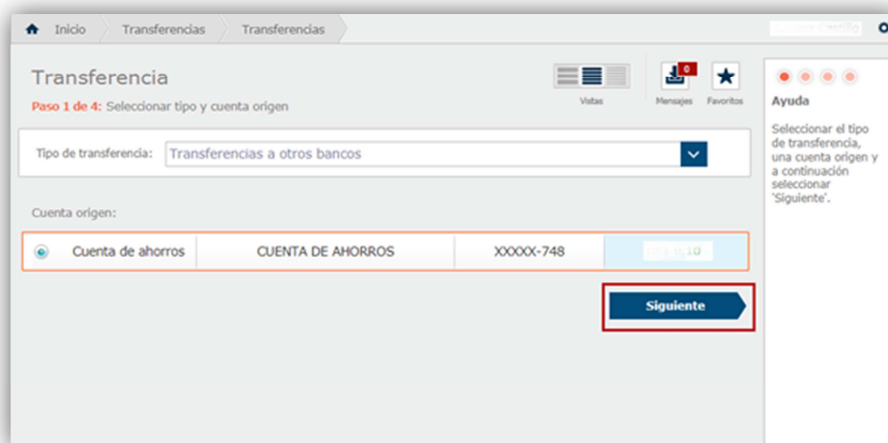 Inicio
Transferencias
Transferencias
Transferencia
Paso 1 de 4: Seleccionar tipo y cuenta origen
Vistas
0
Mensajes
Favoritos
Tipo de transferencia:
Transferencias a otros bancos
Cuenta origen:
Cuenta de ahorros
CUENTA DE AHORROS
XXXXX-748
Siguiente
Ayuda
Seleccionar el tipo
de transferencia,
una cuenta origen y
a continuación
seleccionar
'Siguiente'.